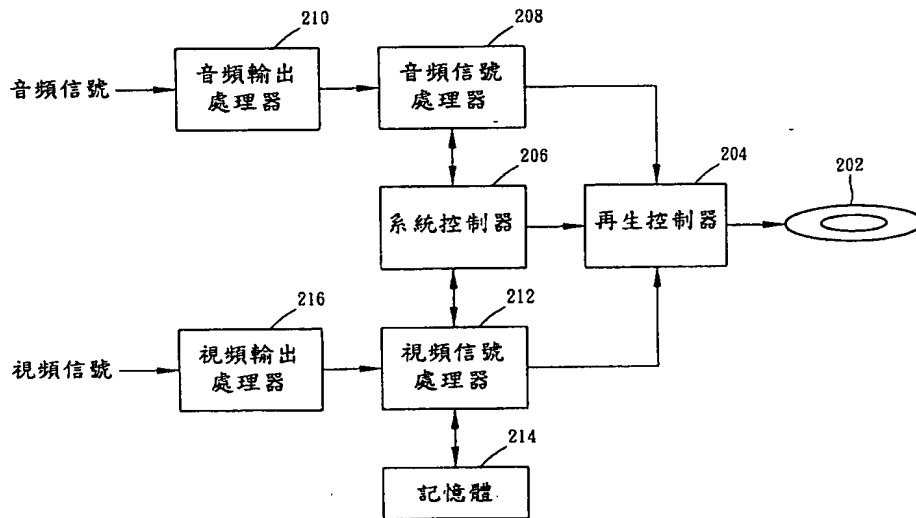 210
208
音頻信號
音頻輸出
處理器
音頻信號
處理器
206
204
202
系統控制器
再生控制器
216
212
視頻信號
視頻輸出
處理器
視頻信號
處理器
214
記憶體